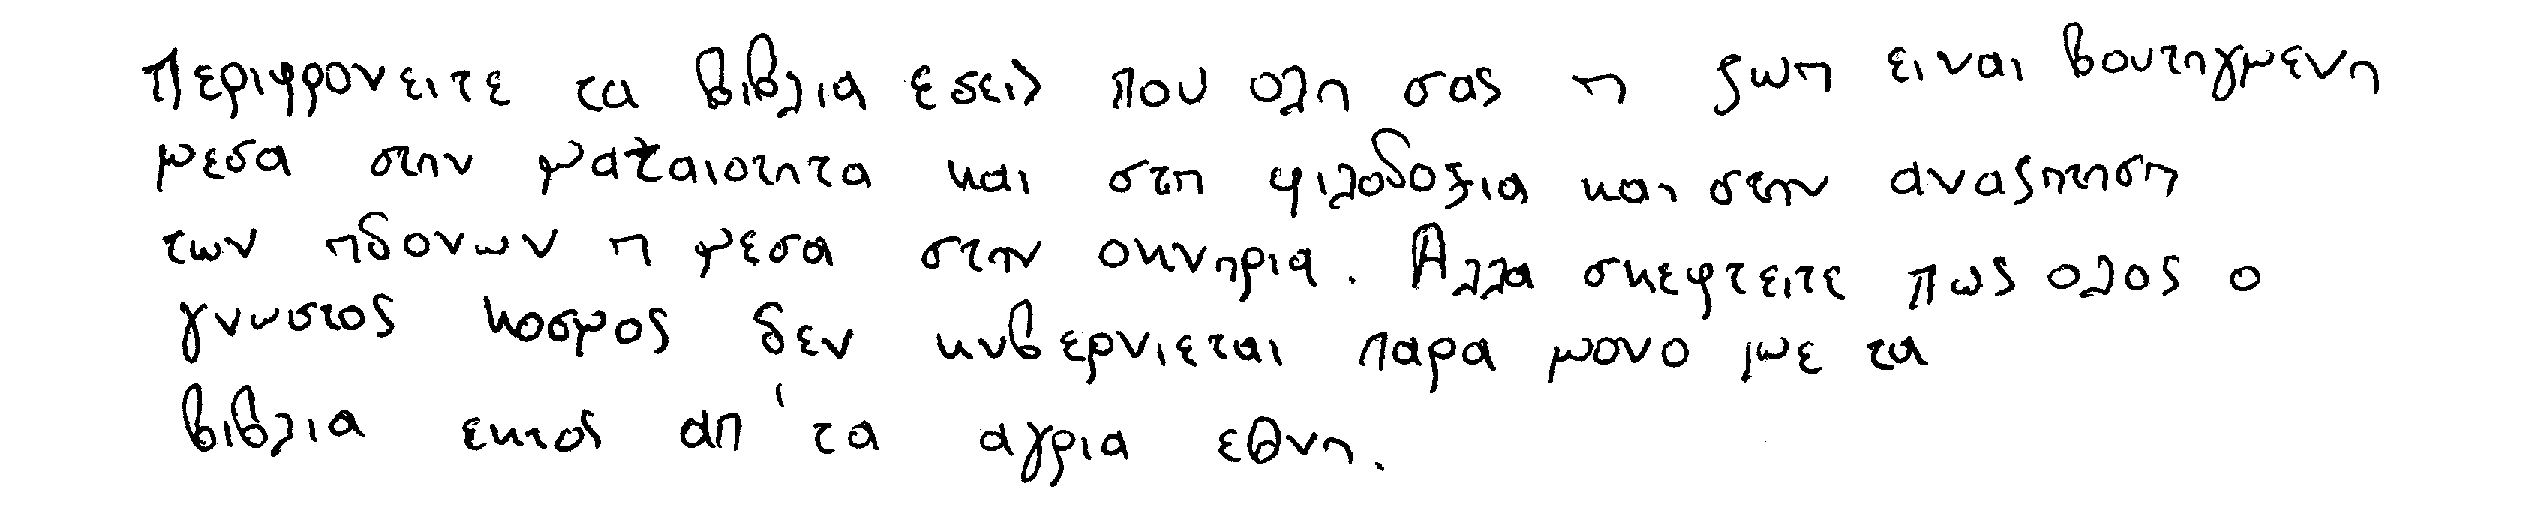 Περιφρονειτε τα βιβλια εσεις που ολη σας η ζωη ειναι βουτηγμενη
μεσα στην ματαιοτητα και στη φιλοδοξια και στην αναζητηση
των ηδονων η μεσα στην οκνηρια. Αλλα σκεφτειτε πως ολος ο
γνωστος κοσμος δεν κυβερνιεται παρα μονο με τα
βιβλια εκτος απ' τα αγρια εθνη.